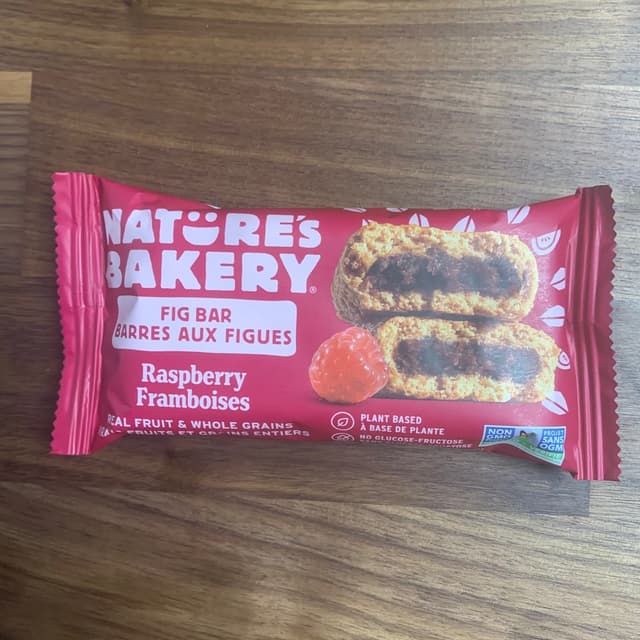 NATURE'S
BAKERY®
FIG BAR
BARRES AUX FIGUES
Raspberry
Framboises
REAL FRUIT & WHOLE GRAINS
FRUITS ET GRAINS ENTIERS
PLANT BASED
À BASE DE PLANTE
NO GLUCOSE-FRUCTOSE
NON
GMO
PROJET
SANS
OGM